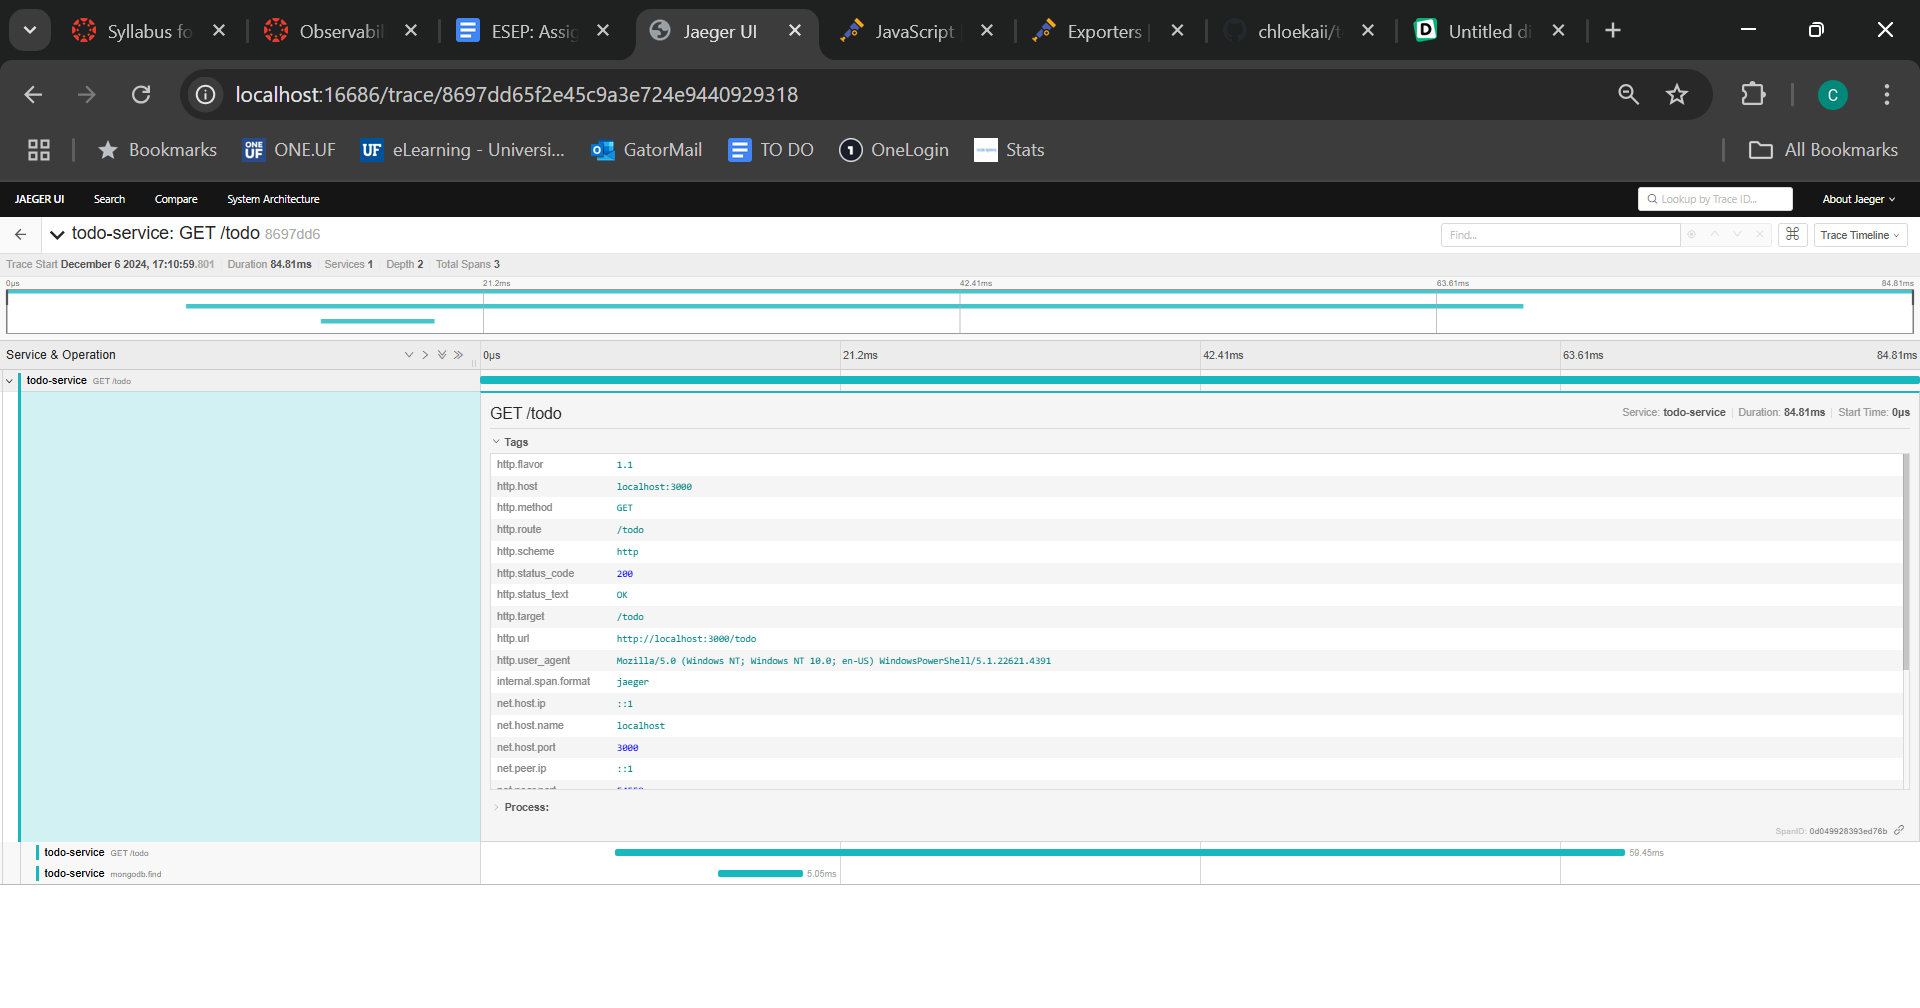 Syllabus fo
Observabil
ESEP: Assig
Jaeger UI
JavaScript
Exporters
chloekaii/t
Untitled di
localhost:16686/trace/8697dd65f2e45c9a3e724e9440929318
C
Bookmarks
ONE.UF
eLearning - Universi...
GatorMail
TO DO
OneLogin
Stats
All Bookmarks
JAEGER UI Search Compare System Architecture Lookup by Trace ID... About Jaeger
todo-service: GET /todo 8697dd6 Find... Trace Timeline
Trace Start December 6 2024, 17:10:59.801 Duration 84.81ms Services 1 Depth 2 Total Spans 3
0μs 21.2ms 42.41ms 63.61ms 84.81ms
Service & Operation 0μs 21.2ms 42.41ms 63.61ms 84.81ms
todo-service GET /todo
GET /todo Service: todo-service Duration: 84.81ms Start Time: 0μs
Tags
http.flavor 1.1
http.host localhost:3000
http.method GET
http.route /todo
http.scheme http
http.status_code 200
http.status_text OK
http.target /todo
http.url http://localhost:3000/todo
http.user_agent Mozilla/5.0 (Windows NT; Windows NT 10.0; en-US) WindowsPowerShell/5.1.22621.4391
internal.span.format jaeger
net.host.ip ::1
net.host.name localhost
net.host.port 3000
net.peer.ip ::1
Process:
SpanID: 0d049928393ed76b
todo-service GET /todo 59.45ms
todo-service mongodb.find 5.05ms